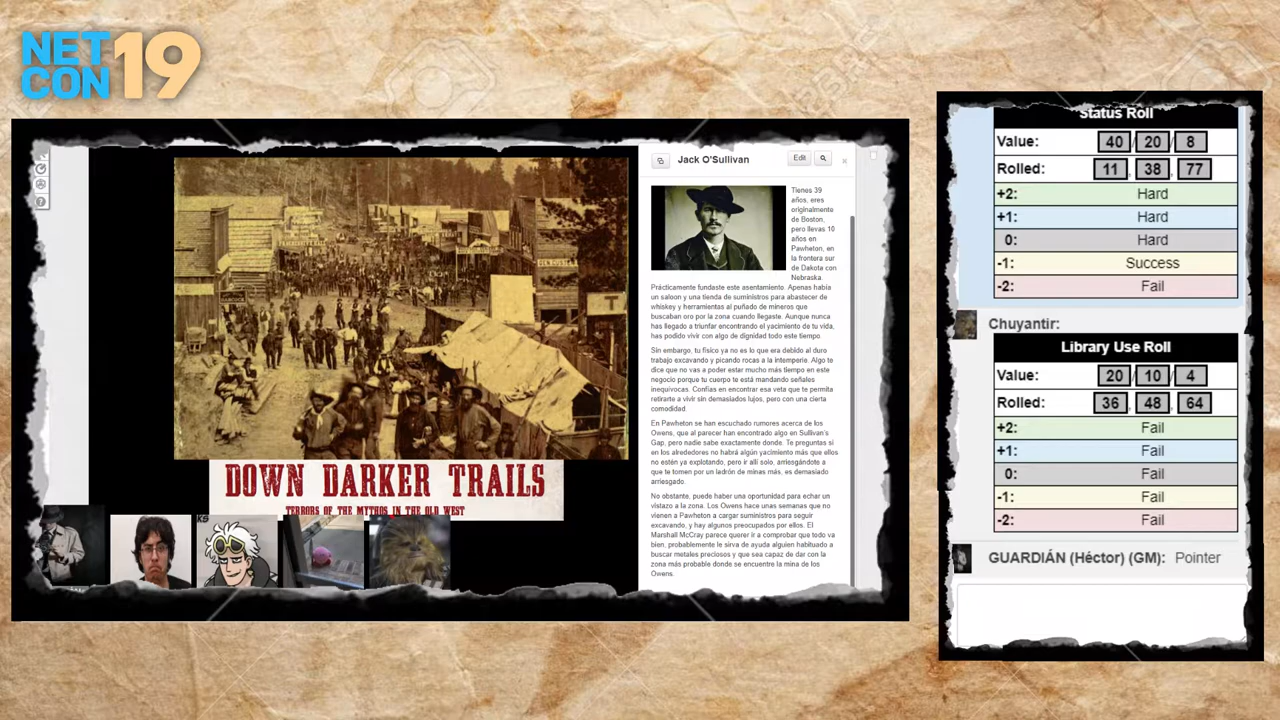 NET
CON 19
Jack O'Sullivan
Edit
Tienes 39
años, eres
originalmente
de Boston,
pero llevas 10
años en
Pawheton, en
la frontera sur
de Dakota con
Nebraska.
Prácticamente fundaste este asentamiento. Apenas había
un saloon y una tienda de suministros para abastecer de
whiskey y herramientas al puñado de mineros que
buscaban oro por la zona cuando llegaste. Aunque nunca
has llegado a triunfar encontrando el yacimiento de tu vida,
has podido vivir con algo de dignidad todo este tiempo.
Sin embargo, tu físico ya no es lo que era debido al duro
trabajo excavando y picando rocas a la intemperie. Algo te
dice que no vas a poder estar mucho más tiempo en este
negocio porque tu cuerpo te está mandando señales
inequívocas. Confías en encontrar esa veta que te permita
retirarte a vivir sin demasiados lujos, pero con una cierta
comodidad.
En Pawheton se han escuchado rumores acerca de los
Owens, que al parecer han encontrado algo en Sullivan's
Gap, pero nadie sabe exactamente donde. Te preguntas si
en los alrededores no habrá algún yacimiento más que ellos
no estén ya explotando, pero ir allí solo, arriesgándote a
que te tomen por un ladrón de minas más, es demasiado
arriesgado.
No obstante, puede haber una oportunidad para echar un
vistazo a la zona. Los Owens hace unas semanas que no
vienen a Pawheton a cargar suministros para seguir
excavando, y hay algunos preocupados por ellos. El
Marshall McCray parece querer ir a comprobar que todo va
bien, probablemente le sirva de ayuda alguien habituado a
buscar metales preciosos y que sea capaz de dar con la
zona más probable donde se encuentre la mina de los
Owens.
DOWN DARKER TRAILS
TERRORS OF THE MYTHOS IN THE OLD WEST
KS
Status Roll
Value: 40 / 20 / 8
Rolled: 11 , 38 , 77
+2: Hard
+1: Hard
0: Hard
-1: Success
-2: Fail
Chuyantir:
Library Use Roll
Value: 20 / 10 / 4
Rolled: 36 , 48 , 64
+2: Fail
+1: Fail
0: Fail
-1: Fail
-2: Fail
GUARDIÁN (Héctor) (GM): Pointer